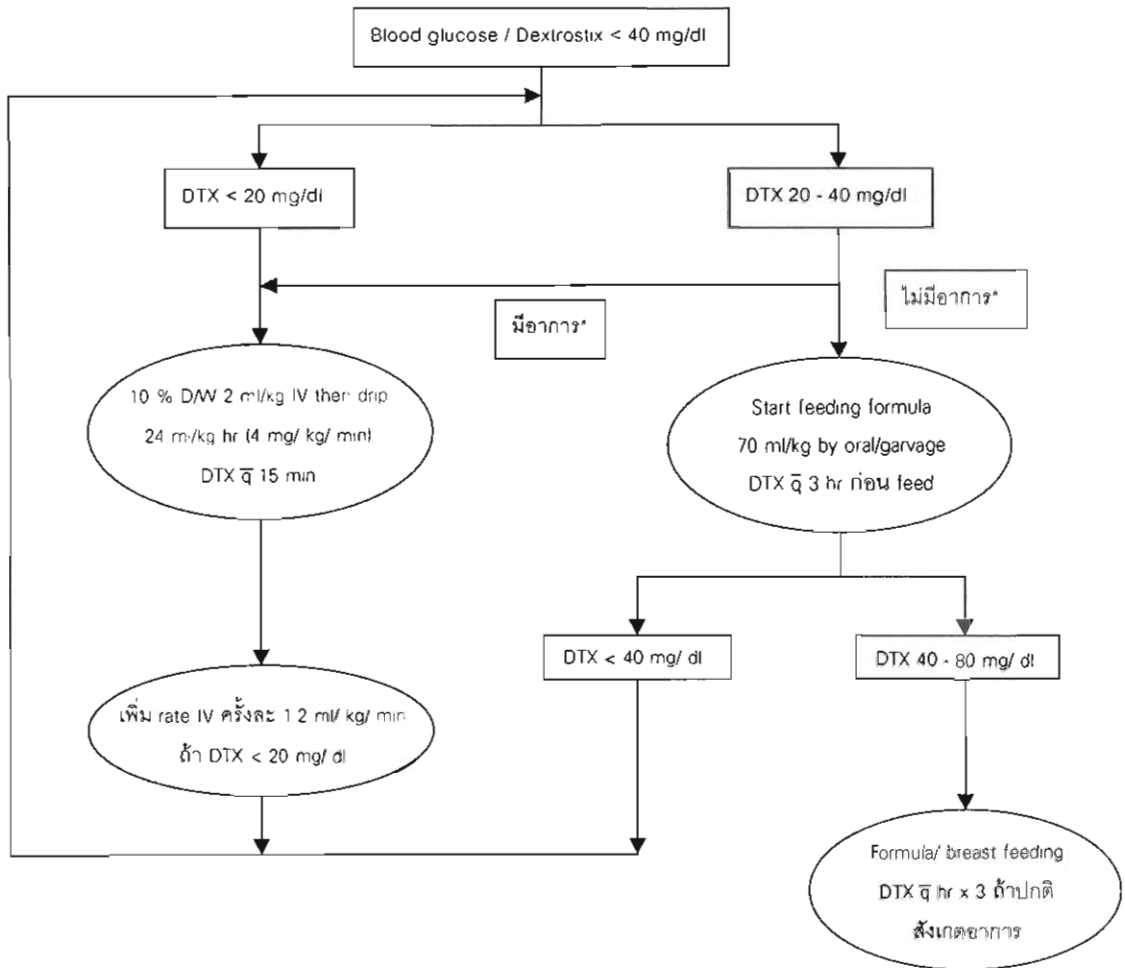 Blood glucose / Dextrostix < 40 mg/dl
DTX < 20 mg/dl
DTX 20 - 40 mg/dl
มีอาการ*
ไม่มีอาการ*
10 % D/W 2 ml/kg IV then drip
24 m/kg hr (4 mg/ kg/ min)
DTX q̅ 15 min
Start feeding formula
70 ml/kg by oral/garvage
DTX q̅ 3 hr ก่อน feed
DTX < 40 mg/ dl
DTX 40 - 80 mg/ dl
เพิ่ม rate IV ครั้งละ 1 2 ml/ kg/ min
ถ้า DTX < 20 mg/ dl
Formula/ breast feeding
DTX q̅ hr x 3 ถ้าปกติ
สังเกตอาการ